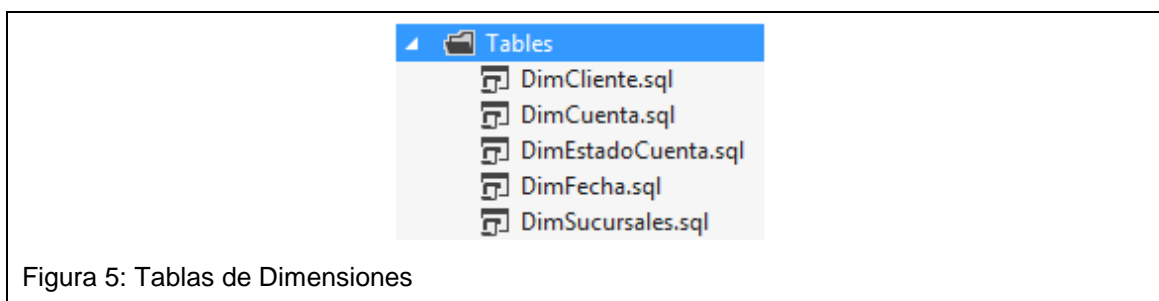 Tables
DimCliente.sql
DimCuenta.sql
DimEstadoCuenta.sql
DimFecha.sql
DimSucursales.sql
Figura 5: Tablas de Dimensiones